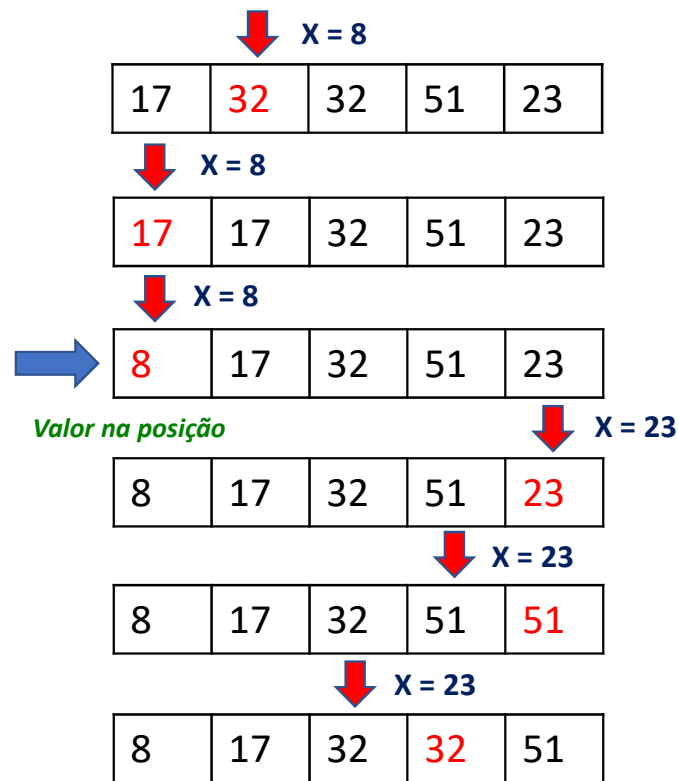 X = 8
17 32 32 51 23
X = 8
17 17 32 51 23
X = 8
8 17 32 51 23
Valor na posição
X = 23
8 17 32 51 23
X = 23
8 17 32 51 51
X = 23
8 17 32 32 51